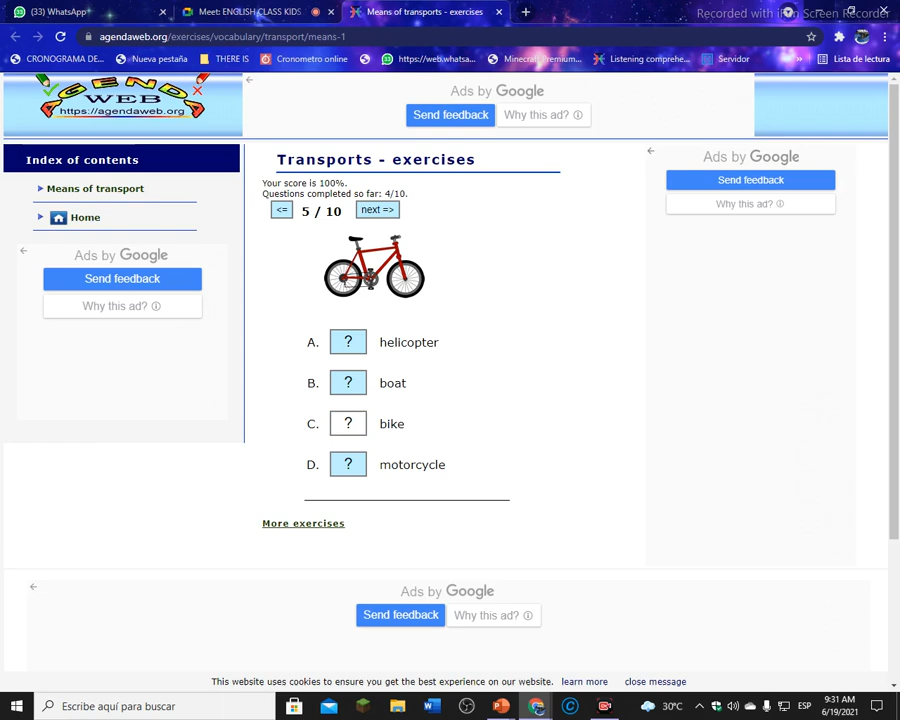 (33) WhatsApp
Meet: ENGLISH CLASS KIDS
Means of transports - exercises
Recorded with iFun Screen Recorder
agendaweb.org/exercises/vocabulary/transport/means-1
CRONOGRAMA DE...
Nueva pestaña
THERE IS
Cronometro online
https://web.whatsa...
Minecraft Premium...
Listening comprehe...
Servidor
Lista de lectura
AGENDA
WEB
https://agendaweb.org
Ads by Google
Send feedback
Why this ad?
Index of contents
Means of transport
Home
Ads by Google
Send feedback
Why this ad?
Transports - exercises
Your score is 100%.
Questions completed so far: 4/10.
<= 5 / 10 next =>
A. ? helicopter
B. ? boat
C. ? bike
D. ? motorcycle
More exercises
Ads by Google
Send feedback
Why this ad?
Ads by Google
Send feedback Why this ad?
This website uses cookies to ensure you get the best experience on our website. learn more close message
Escribe aquí para buscar
30°C
ESP
9:31 AM
6/19/2021